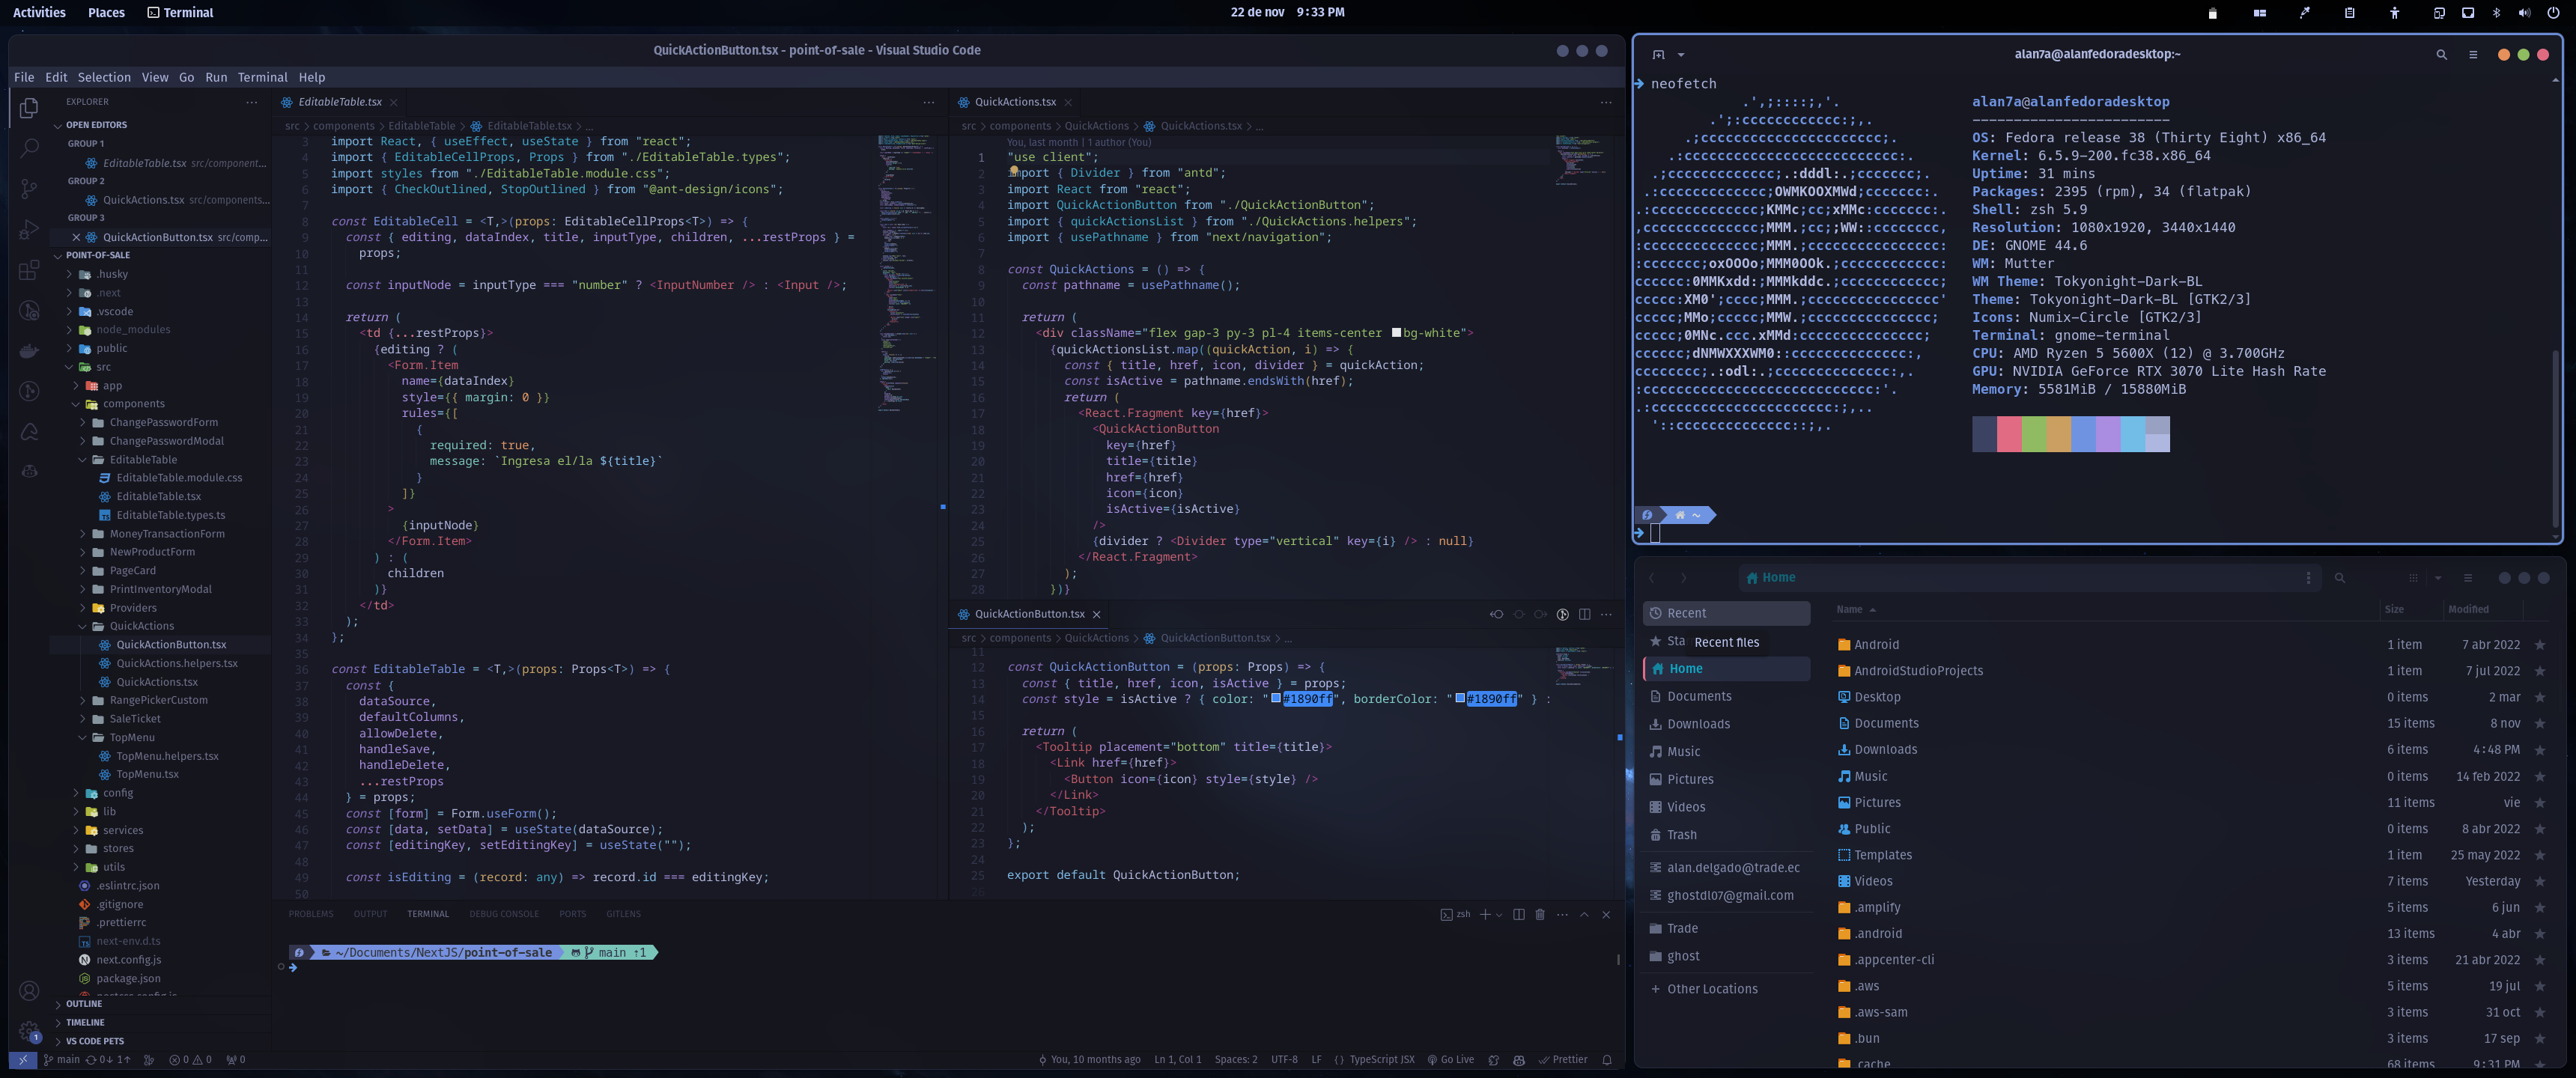 Activities Places Terminal
22 de nov 9:33 PM
QuickActionButton.tsx - point-of-sale - Visual Studio Code
File Edit Selection View Go Run Terminal Help
EXPLORER
OPEN EDITORS
GROUP 1
EditableTable.tsx src/component...
GROUP 2
QuickActions.tsx src/components...
GROUP 3
QuickActionButton.tsx src/comp...
POINT-OF-SALE
.husky
.next
.vscode
node_modules
public
src
app
components
ChangePasswordForm
ChangePasswordModal
EditableTable
EditableTable.module.css
EditableTable.tsx
EditableTable.types.ts
MoneyTransactionForm
NewProductForm
PageCard
PrintInventoryModal
Providers
QuickActions
QuickActionButton.tsx
QuickActions.helpers.tsx
QuickActions.tsx
RangePickerCustom
SaleTicket
TopMenu
TopMenu.helpers.tsx
TopMenu.tsx
config
lib
services
stores
utils
.eslintrc.json
.gitignore
.prettierrc
next-env.d.ts
next.config.js
package.json
OUTLINE
TIMELINE
VS CODE PETS
EditableTable.tsx
src > components > EditableTable > EditableTable.tsx > ...
3 import React, { useEffect, useState } from "react";
4 import { EditableCellProps, Props } from "./EditableTable.types";
5 import styles from "./EditableTable.module.css";
6 import { CheckOutlined, StopOutlined } from "@ant-design/icons";
7
8 const EditableCell = <T,>(props: EditableCellProps<T>) => {
9 const { editing, dataIndex, title, inputType, children, ...restProps } =
10 props;
11
12 const inputNode = inputType === "number" ? <InputNumber /> : <Input />;
13
14 return (
15 <td {...restProps}>
16 {editing ? (
17 <Form.Item
18 name={dataIndex}
19 style={{ margin: 0 }}
20 rules={[
21 {
22 required: true,
23 message: `Ingresa el/la ${title}`
24 }
25 ]}
26 >
27 {inputNode}
28 </Form.Item>
29 ) : (
30 children
31 )}
32 </td>
33 );
34 };
35
36 const EditableTable = <T,>(props: Props<T>) => {
37 const {
38 dataSource,
39 defaultColumns,
40 allowDelete,
41 handleSave,
42 handleDelete,
43 ...restProps
44 } = props;
45 const [form] = Form.useForm();
46 const [data, setData] = useState(dataSource);
47 const [editingKey, setEditingKey] = useState("");
48
49 const isEditing = (record: any) => record.id === editingKey;
50
QuickActions.tsx
src > components > QuickActions > QuickActions.tsx > ...
You, last month | 1 author (You)
1 "use client";
2 import { Divider } from "antd";
3 import React from "react";
4 import QuickActionButton from "./QuickActionButton";
5 import { quickActionsList } from "./QuickActions.helpers";
6 import { usePathname } from "next/navigation";
7
8 const QuickActions = () => {
9 const pathname = usePathname();
10
11 return (
12 <div className="flex gap-3 py-3 pl-4 items-center bg-white">
13 {quickActionsList.map((quickAction, i) => {
14 const { title, href, icon, divider } = quickAction;
15 const isActive = pathname.endsWith(href);
16 return (
17 <React.Fragment key={href}>
18 <QuickActionButton
19 key={href}
20 title={title}
21 href={href}
22 icon={icon}
23 isActive={isActive}
24 />
25 {divider ? <Divider type="vertical" key={i} /> : null}
26 </React.Fragment>
27 );
28 })}
QuickActionButton.tsx
src > components > QuickActions > QuickActionButton.tsx > ...
11
12 const QuickActionButton = (props: Props) => {
13 const { title, href, icon, isActive } = props;
14 const style = isActive ? { color: "#1890ff", borderColor: "#1890ff" } :
15
16 return (
17 <Tooltip placement="bottom" title={title}>
18 <Link href={href}>
19 <Button icon={icon} style={style} />
20 </Link>
21 </Tooltip>
22 );
23 };
24
25 export default QuickActionButton;
26
PROBLEMS OUTPUT TERMINAL DEBUG CONSOLE PORTS GITLENS
zsh
~/Documents/NextJS/point-of-sale main ↑1
main 0↓ 1↑ 0 0 0
You, 10 months ago Ln 1, Col 1 Spaces: 2 UTF-8 LF {} TypeScript JSX Go Live Prettier
alan7a@alanfedoradesktop:~
neofetch
alan7a@alanfedoradesktop
------------------------
OS: Fedora release 38 (Thirty Eight) x86_64
Kernel: 6.5.9-200.fc38.x86_64
Uptime: 31 mins
Packages: 2395 (rpm), 34 (flatpak)
Shell: zsh 5.9
Resolution: 1080x1920, 3440x1440
DE: GNOME 44.6
WM: Mutter
WM Theme: Tokyonight-Dark-BL
Theme: Tokyonight-Dark-BL [GTK2/3]
Icons: Numix-Circle [GTK2/3]
Terminal: gnome-terminal
CPU: AMD Ryzen 5 5600X (12) @ 3.700GHz
GPU: NVIDIA GeForce RTX 3070 Lite Hash Rate
Memory: 5581MiB / 15880MiB
~
Home
Recent
Sta
Recent files
Home
Documents
Downloads
Music
Pictures
Videos
Trash
alan.delgado@trade.ec
ghostdl07@gmail.com
Trade
ghost
Other Locations
Name Size Modified
Android 1 item 7 abr 2022
AndroidStudioProjects 1 item 7 jul 2022
Desktop 0 items 2 mar
Documents 15 items 8 nov
Downloads 6 items 4:48 PM
Music 0 items 14 feb 2022
Pictures 11 items vie
Public 0 items 8 abr 2022
Templates 1 item 25 may 2022
Videos 7 items Yesterday
.amplify 5 items 6 jun
.android 13 items 4 abr
.appcenter-cli 3 items 21 abr 2022
.aws 5 items 19 jul
.aws-sam 3 items 31 oct
.bun 3 items 17 sep
.cache 68 items 9:31 PM